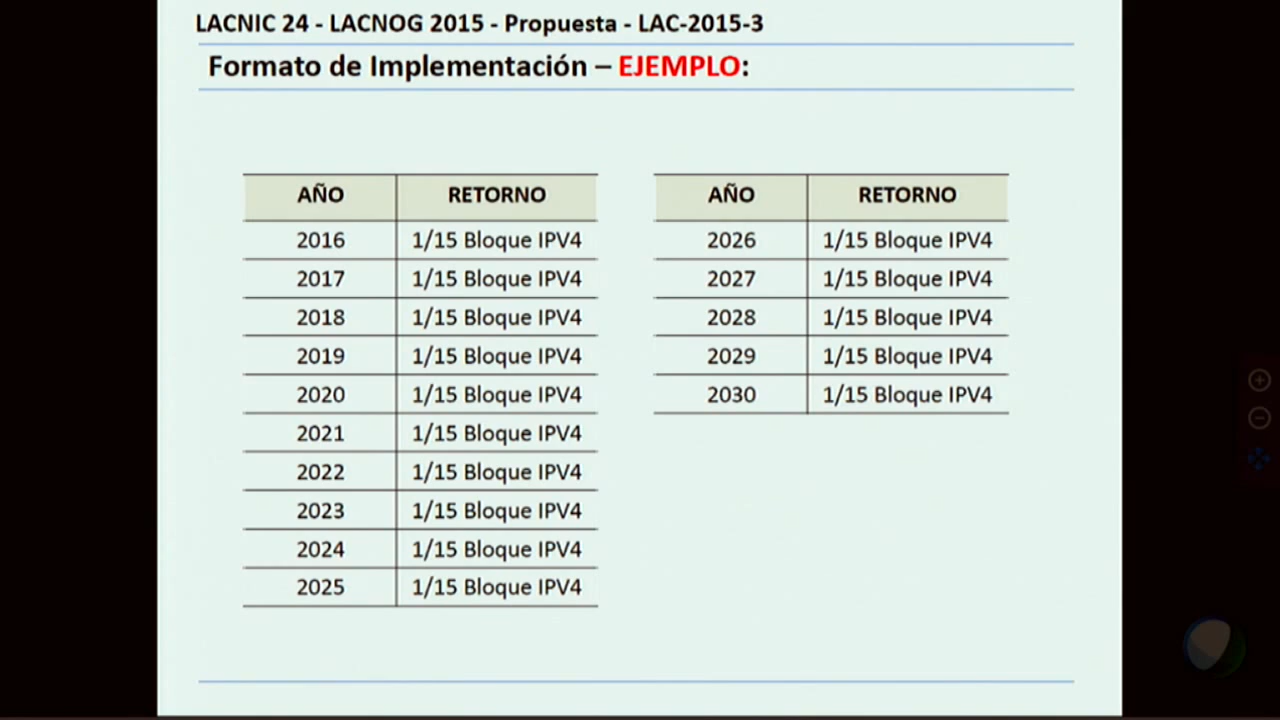 LACNIC 24 - LACNOG 2015 - Propuesta - LAC-2015-3
Formato de Implementación – EJEMPLO:
AÑO RETORNO
2016 1/15 Bloque IPV4
2017 1/15 Bloque IPV4
2018 1/15 Bloque IPV4
2019 1/15 Bloque IPV4
2020 1/15 Bloque IPV4
2021 1/15 Bloque IPV4
2022 1/15 Bloque IPV4
2023 1/15 Bloque IPV4
2024 1/15 Bloque IPV4
2025 1/15 Bloque IPV4
AÑO RETORNO
2026 1/15 Bloque IPV4
2027 1/15 Bloque IPV4
2028 1/15 Bloque IPV4
2029 1/15 Bloque IPV4
2030 1/15 Bloque IPV4